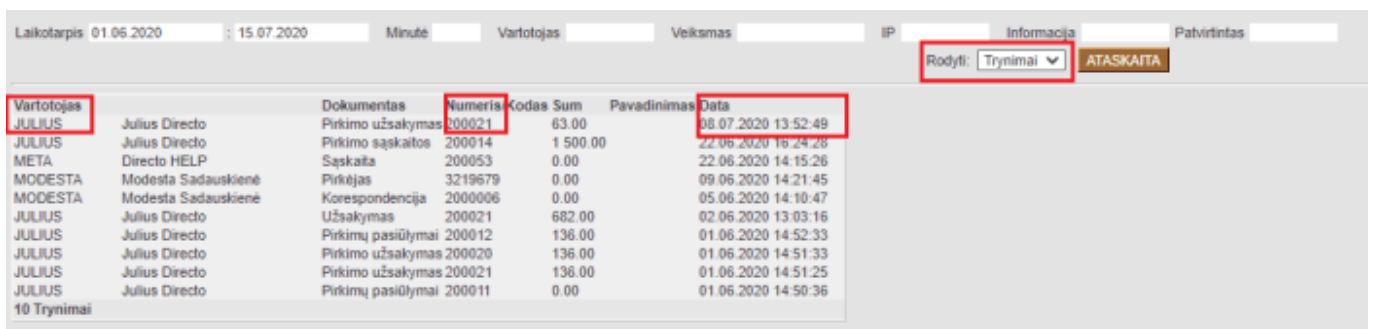 Laikotarpis 01.06.2020 : 15.07.2020 Minutė Vartotojas Veiksmas IP Informacija Patvirtintas
Rodyti: Trynimai ATASKAITA
Vartotojas Dokumentas Numeris/Kodas Sum Pavadinimas Data
JULIUS Julius Directo Pirkimo užsakymas 200021 63.00 08.07.2020 13:52:49
JULIUS Julius Directo Pirkimo sąskaitos 200014 1 500.00 22.06.2020 16:24:28
META Directo HELP Sąskaita 200053 0.00 22.06.2020 14:15:26
MODESTA Modesta Sadauskienė Pirkėjas 3219679 0.00 09.06.2020 14:21:45
MODESTA Modesta Sadauskienė Korespondencija 2000006 0.00 05.06.2020 14:10:47
JULIUS Julius Directo Užsakymas 200021 682.00 02.06.2020 13:03:16
JULIUS Julius Directo Pirkimų pasiūlymai 200012 136.00 01.06.2020 14:52:33
JULIUS Julius Directo Pirkimo užsakymas 200020 136.00 01.06.2020 14:51:33
JULIUS Julius Directo Pirkimo užsakymas 200021 136.00 01.06.2020 14:51:25
JULIUS Julius Directo Pirkimų pasiūlymai 200011 0.00 01.06.2020 14:50:36
10 Trynimai